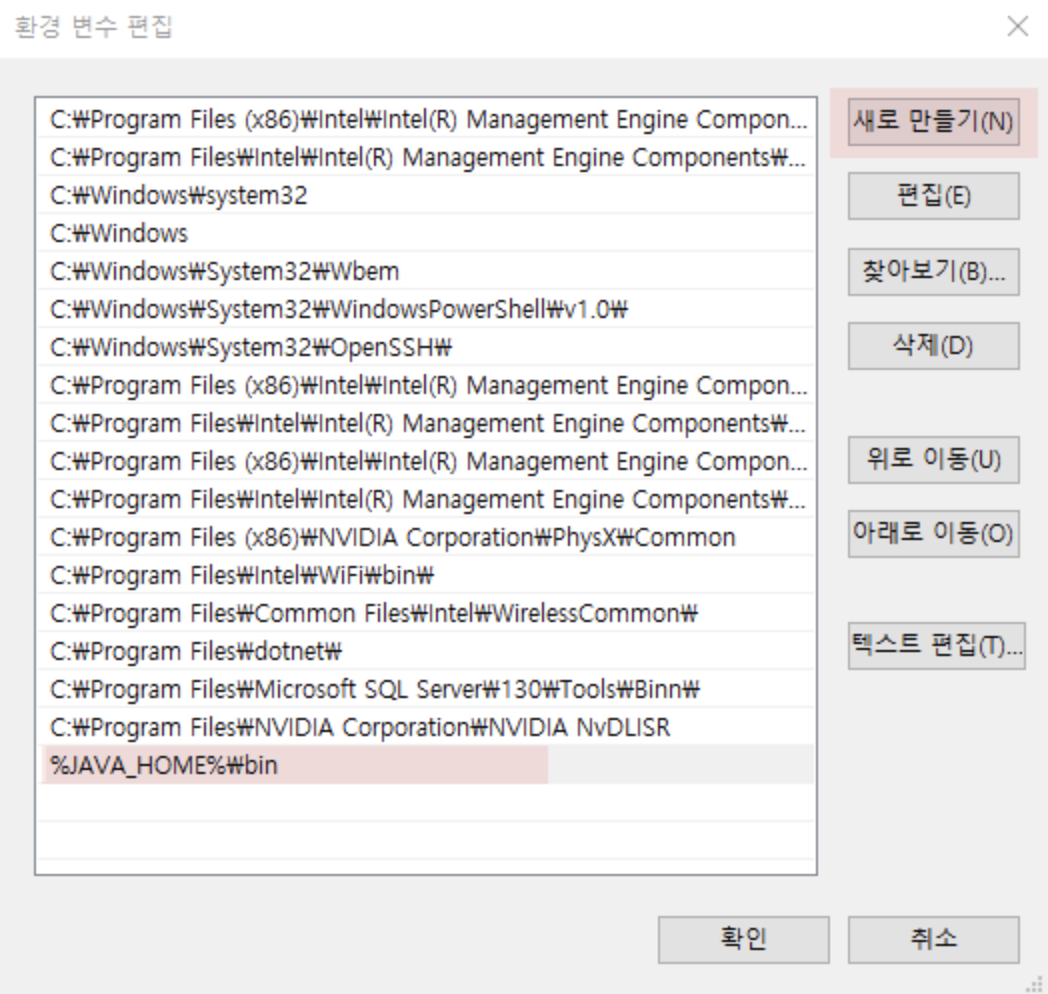 환경 변수 편집
C:₩Program Files (x86)₩Intel₩Intel(R) Management Engine Compon...
새로 만들기(N)
C:₩Program Files₩Intel₩Intel(R) Management Engine Components₩...
C:₩Windows₩system32
편집(E)
C:₩Windows
C:₩Windows₩System32₩Wbem
찾아보기(B)...
C:₩Windows₩System32₩WindowsPowerShell₩v1.0₩
C:₩Windows₩System32₩OpenSSH₩
삭제(D)
C:₩Program Files (x86)₩Intel₩Intel(R) Management Engine Compon...
C:₩Program Files₩Intel₩Intel(R) Management Engine Components₩...
C:₩Program Files (x86)₩Intel₩Intel(R) Management Engine Compon...
위로 이동(U)
C:₩Program Files₩Intel₩Intel(R) Management Engine Components₩...
C:₩Program Files (x86)₩NVIDIA Corporation₩PhysX₩Common
아래로 이동(O)
C:₩Program Files₩Intel₩WiFi₩bin₩
C:₩Program Files₩Common Files₩Intel₩WirelessCommon₩
C:₩Program Files₩dotnet₩
텍스트 편집(T)...
C:₩Program Files₩Microsoft SQL Server₩130₩Tools₩Binn₩
C:₩Program Files₩NVIDIA Corporation₩NVIDIA NvDLISR
%JAVA_HOME%₩bin
확인
취소